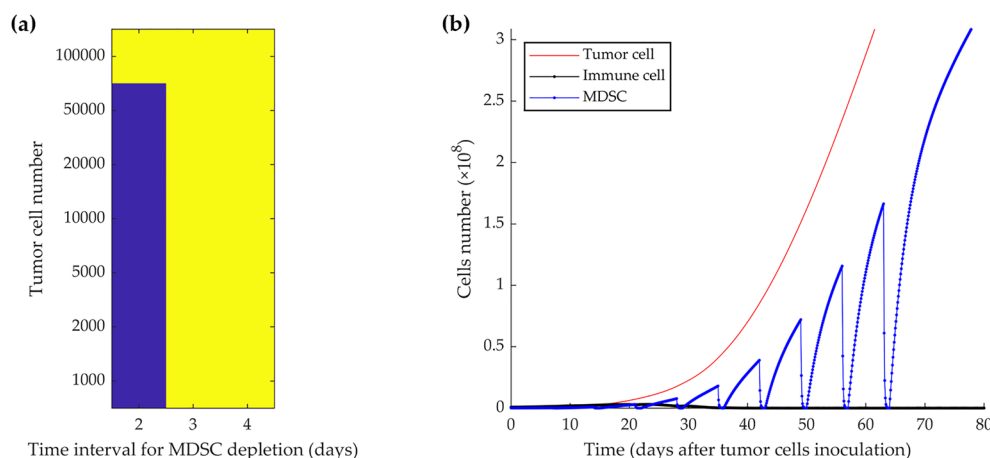 (a)
100000
50000
20000
10000
5000
2000
1000
Tumor cell number
2 3 4
Time interval for MDSC depletion (days)
(b)
Tumor cell
Immune cell
MDSC
3
2.5
2
1.5
1
0.5
0
Cells number (×10⁸)
0 10 20 30 40 50 60 70 80
Time (days after tumor cells inoculation)